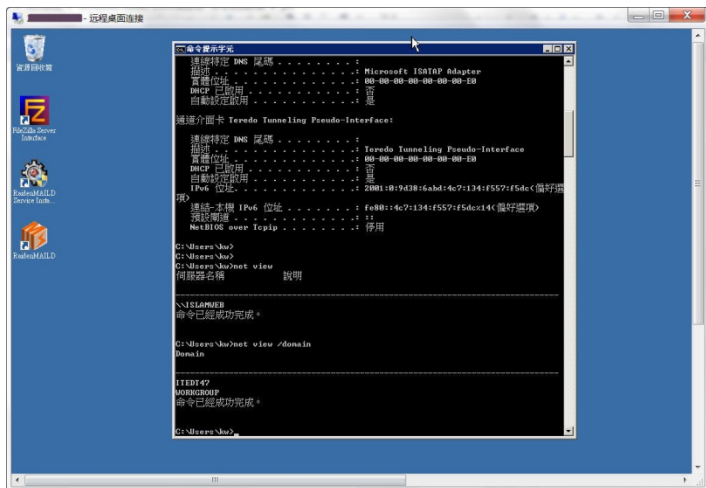 - 远程桌面连接
資源回收筒
FileZilla Server
Interface
RaidenMAILD
Service Insta...
RaidenMAILD
命令提示字元
連線特定 DNS 尾碼 . . . . . . . . :
描述 . . . . . . . . . . . . . . .: Microsoft ISATAP Adapter
實體位址 . . . . . . . . . . . . .: 00-00-00-00-00-00-00-E0
DHCP 已啟用 . . . . . . . . . . . : 否
自動設定啟用 . . . . . . . . . . .: 是
通道介面卡 Teredo Tunneling Pseudo-Interface:
連線特定 DNS 尾碼 . . . . . . . . :
描述 . . . . . . . . . . . . . . .: Teredo Tunneling Pseudo-Interface
實體位址 . . . . . . . . . . . . .: 00-00-00-00-00-00-00-E0
DHCP 已啟用 . . . . . . . . . . . : 否
自動設定啟用 . . . . . . . . . . .: 是
IPv6 位址. . . . . . . . . . . . .: 2001:0:9d38:6abd:4c7:134:f557:f5dc(偏好選
項)
連結-本機 IPv6 位址 . . . . . . . : fe80::4c7:134:f557:f5dc%14(偏好選項)
預設閘道 . . . . . . . . . . . . .: ::
NetBIOS over Tcpip . . . . . . . .: 停用
C:\Users\kw>
C:\Users\kw>
C:\Users\kw>net view
伺服器名稱 說明
\\ISLAMWEB
命令已經成功完成。
C:\Users\kw>net view /domain
Domain
ITEDT47
WORKGROUP
命令已經成功完成。
C:\Users\kw>_